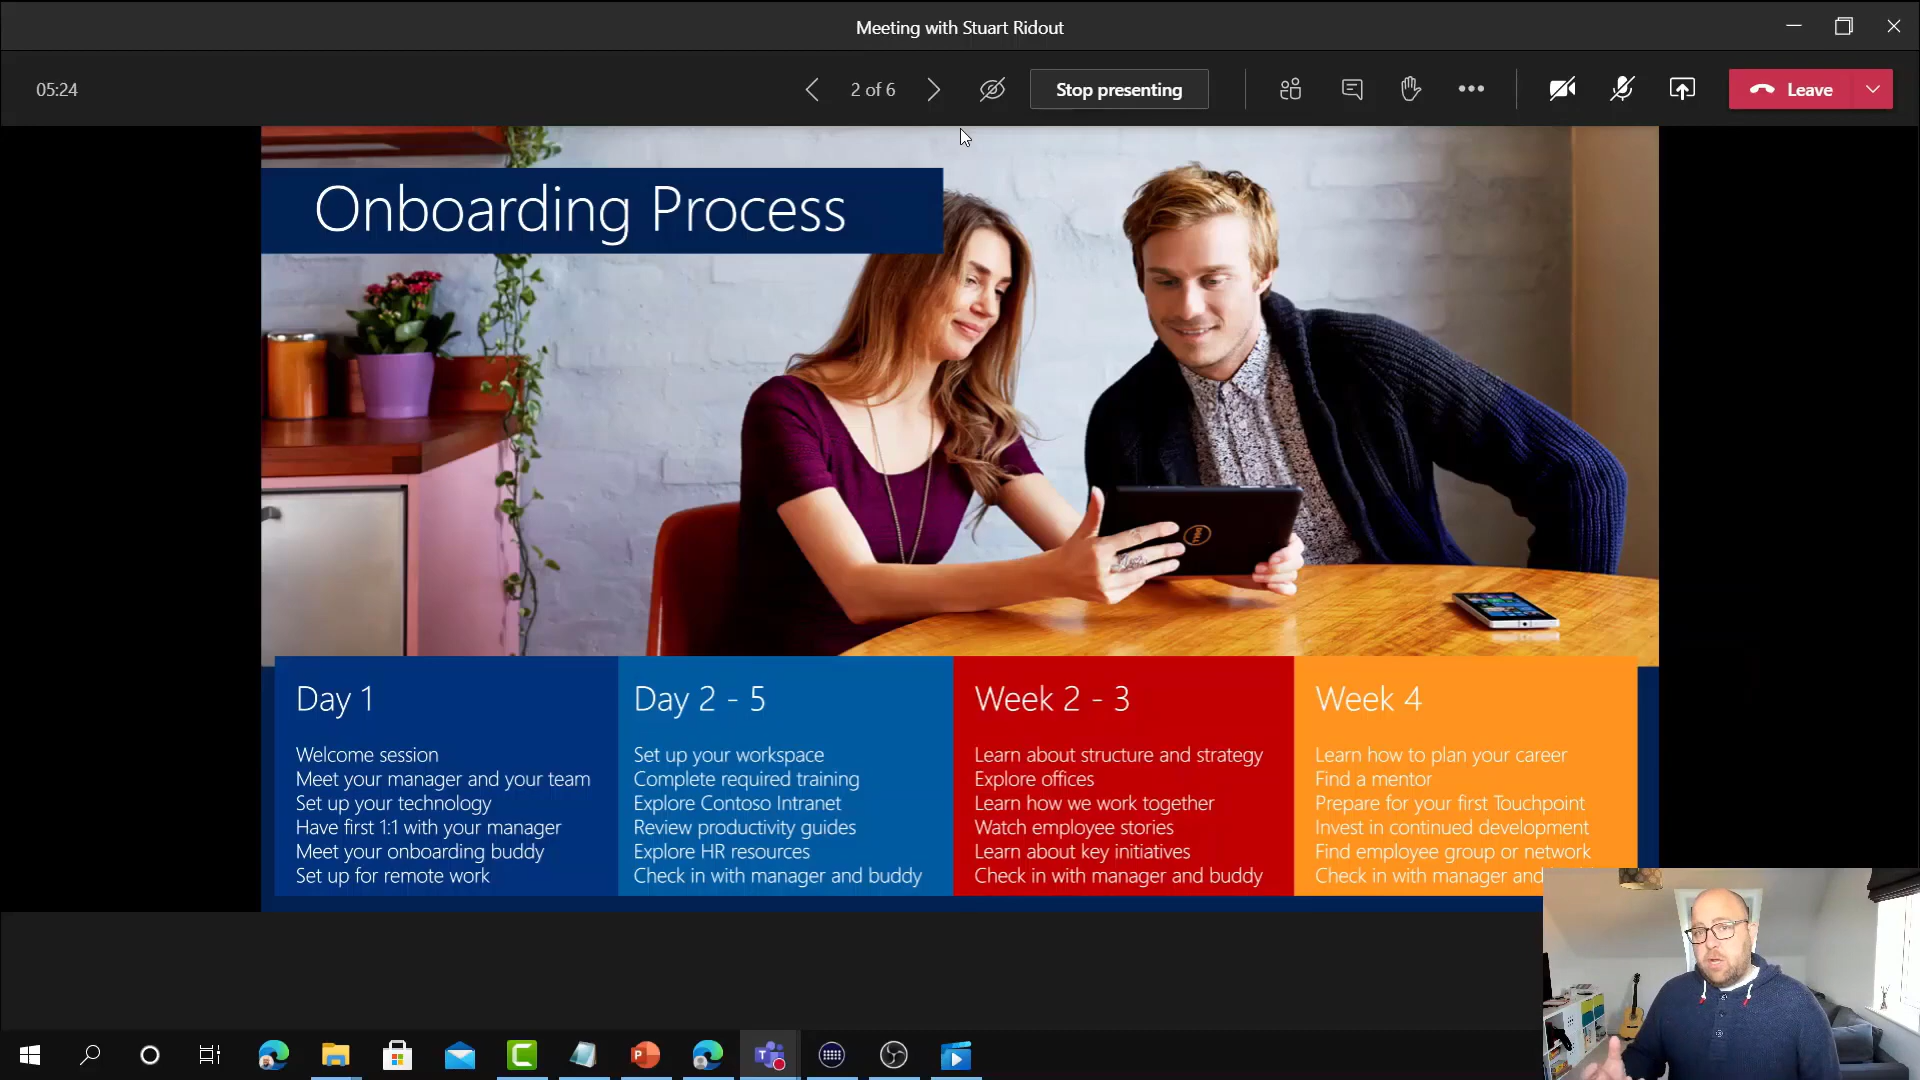 Meeting with Stuart Ridout
05:24
2 of 6
Stop presenting
Leave
Onboarding Process
DELL
Day 1
Welcome session
Meet your manager and your team
Set up your technology
Have first 1:1 with your manager
Meet your onboarding buddy
Set up for remote work
Day 2 - 5
Set up your workspace
Complete required training
Explore Contoso Intranet
Review productivity guides
Explore HR resources
Check in with manager and buddy
Week 2 - 3
Learn about structure and strategy
Explore offices
Learn how we work together
Watch employee stories
Learn about key initiatives
Check in with manager and buddy
Week 4
Learn how to plan your career
Find a mentor
Prepare for your first Touchpoint
Invest in continued development
Find employee group or network
Check in with manager and